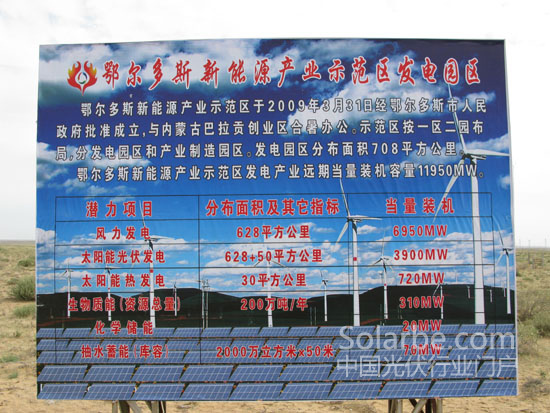 鄂尔多斯新能源产业示范区发电园区
鄂尔多斯新能源产业示范区于2009年3月31日经鄂尔多斯市人民
政府批准成立,与内蒙古巴拉贡创业区合署办公。示范区按一区二园布
局,分发电园区和产业制造园区。发电园区分布面积708平方公里。
鄂尔多斯新能源产业示范区发电产业远期当量装机容量11950MW。
潜力项目 分布面积及其它指标 当量装机
风力发电 628平方公里 6950MW
太阳能光伏发电 628+50平方公里 3900MW
太阳能热发电 30平方公里 720MW
生物质能(资源总量) 200万吨/年 310MW
化学储能 20MW
抽水蓄能(库容) 2000万立方米x50米 70MW
中国光伏行业门户